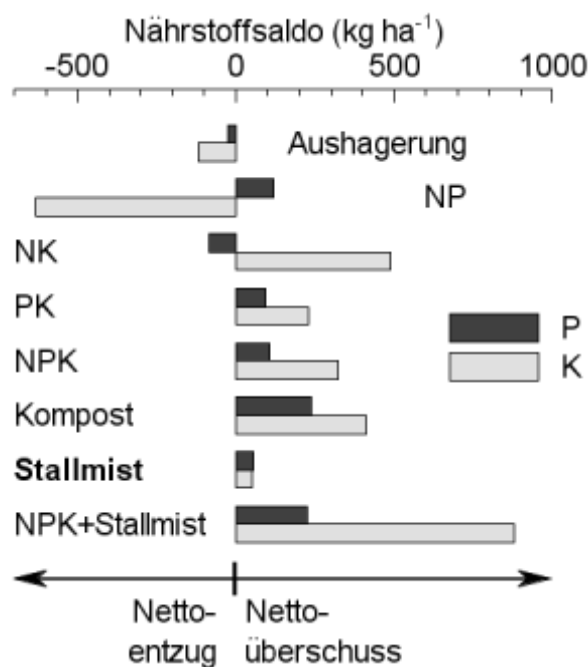 Nährstoffsaldo (kg ha⁻¹)
-500 0 500 1000
Aushagerung
NP
NK
PK
NPK
Kompost
Stallmist
NPK+Stallmist
P
K
Netto- Netto-
entzug überschuss